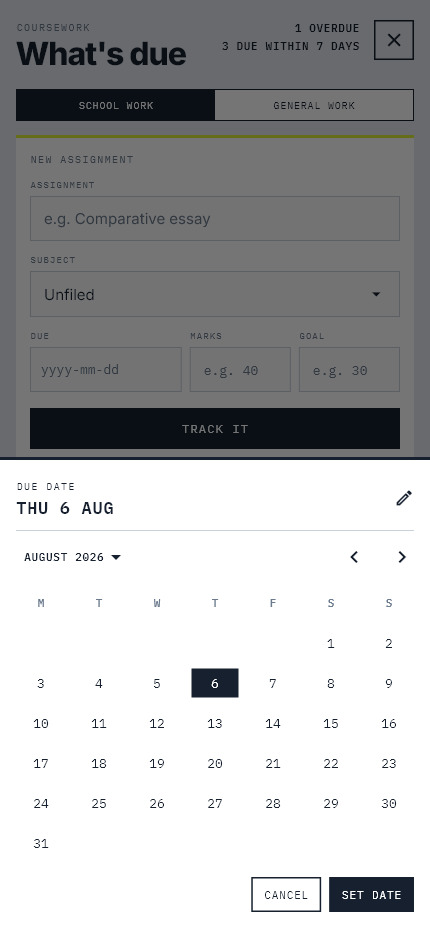 COURSEWORK
What's due
1 OVERDUE
3 DUE WITHIN 7 DAYS
SCHOOL WORK
GENERAL WORK
NEW ASSIGNMENT
ASSIGNMENT
e.g. Comparative essay
SUBJECT
Unfiled
DUE MARKS GOAL
yyyy-mm-dd e.g. 40 e.g. 30
TRACK IT
DUE DATE
THU 6 AUG
AUGUST 2026
M T W T F S S
1 2
3 4 5 6 7 8 9
10 11 12 13 14 15 16
17 18 19 20 21 22 23
24 25 26 27 28 29 30
31
CANCEL SET DATE